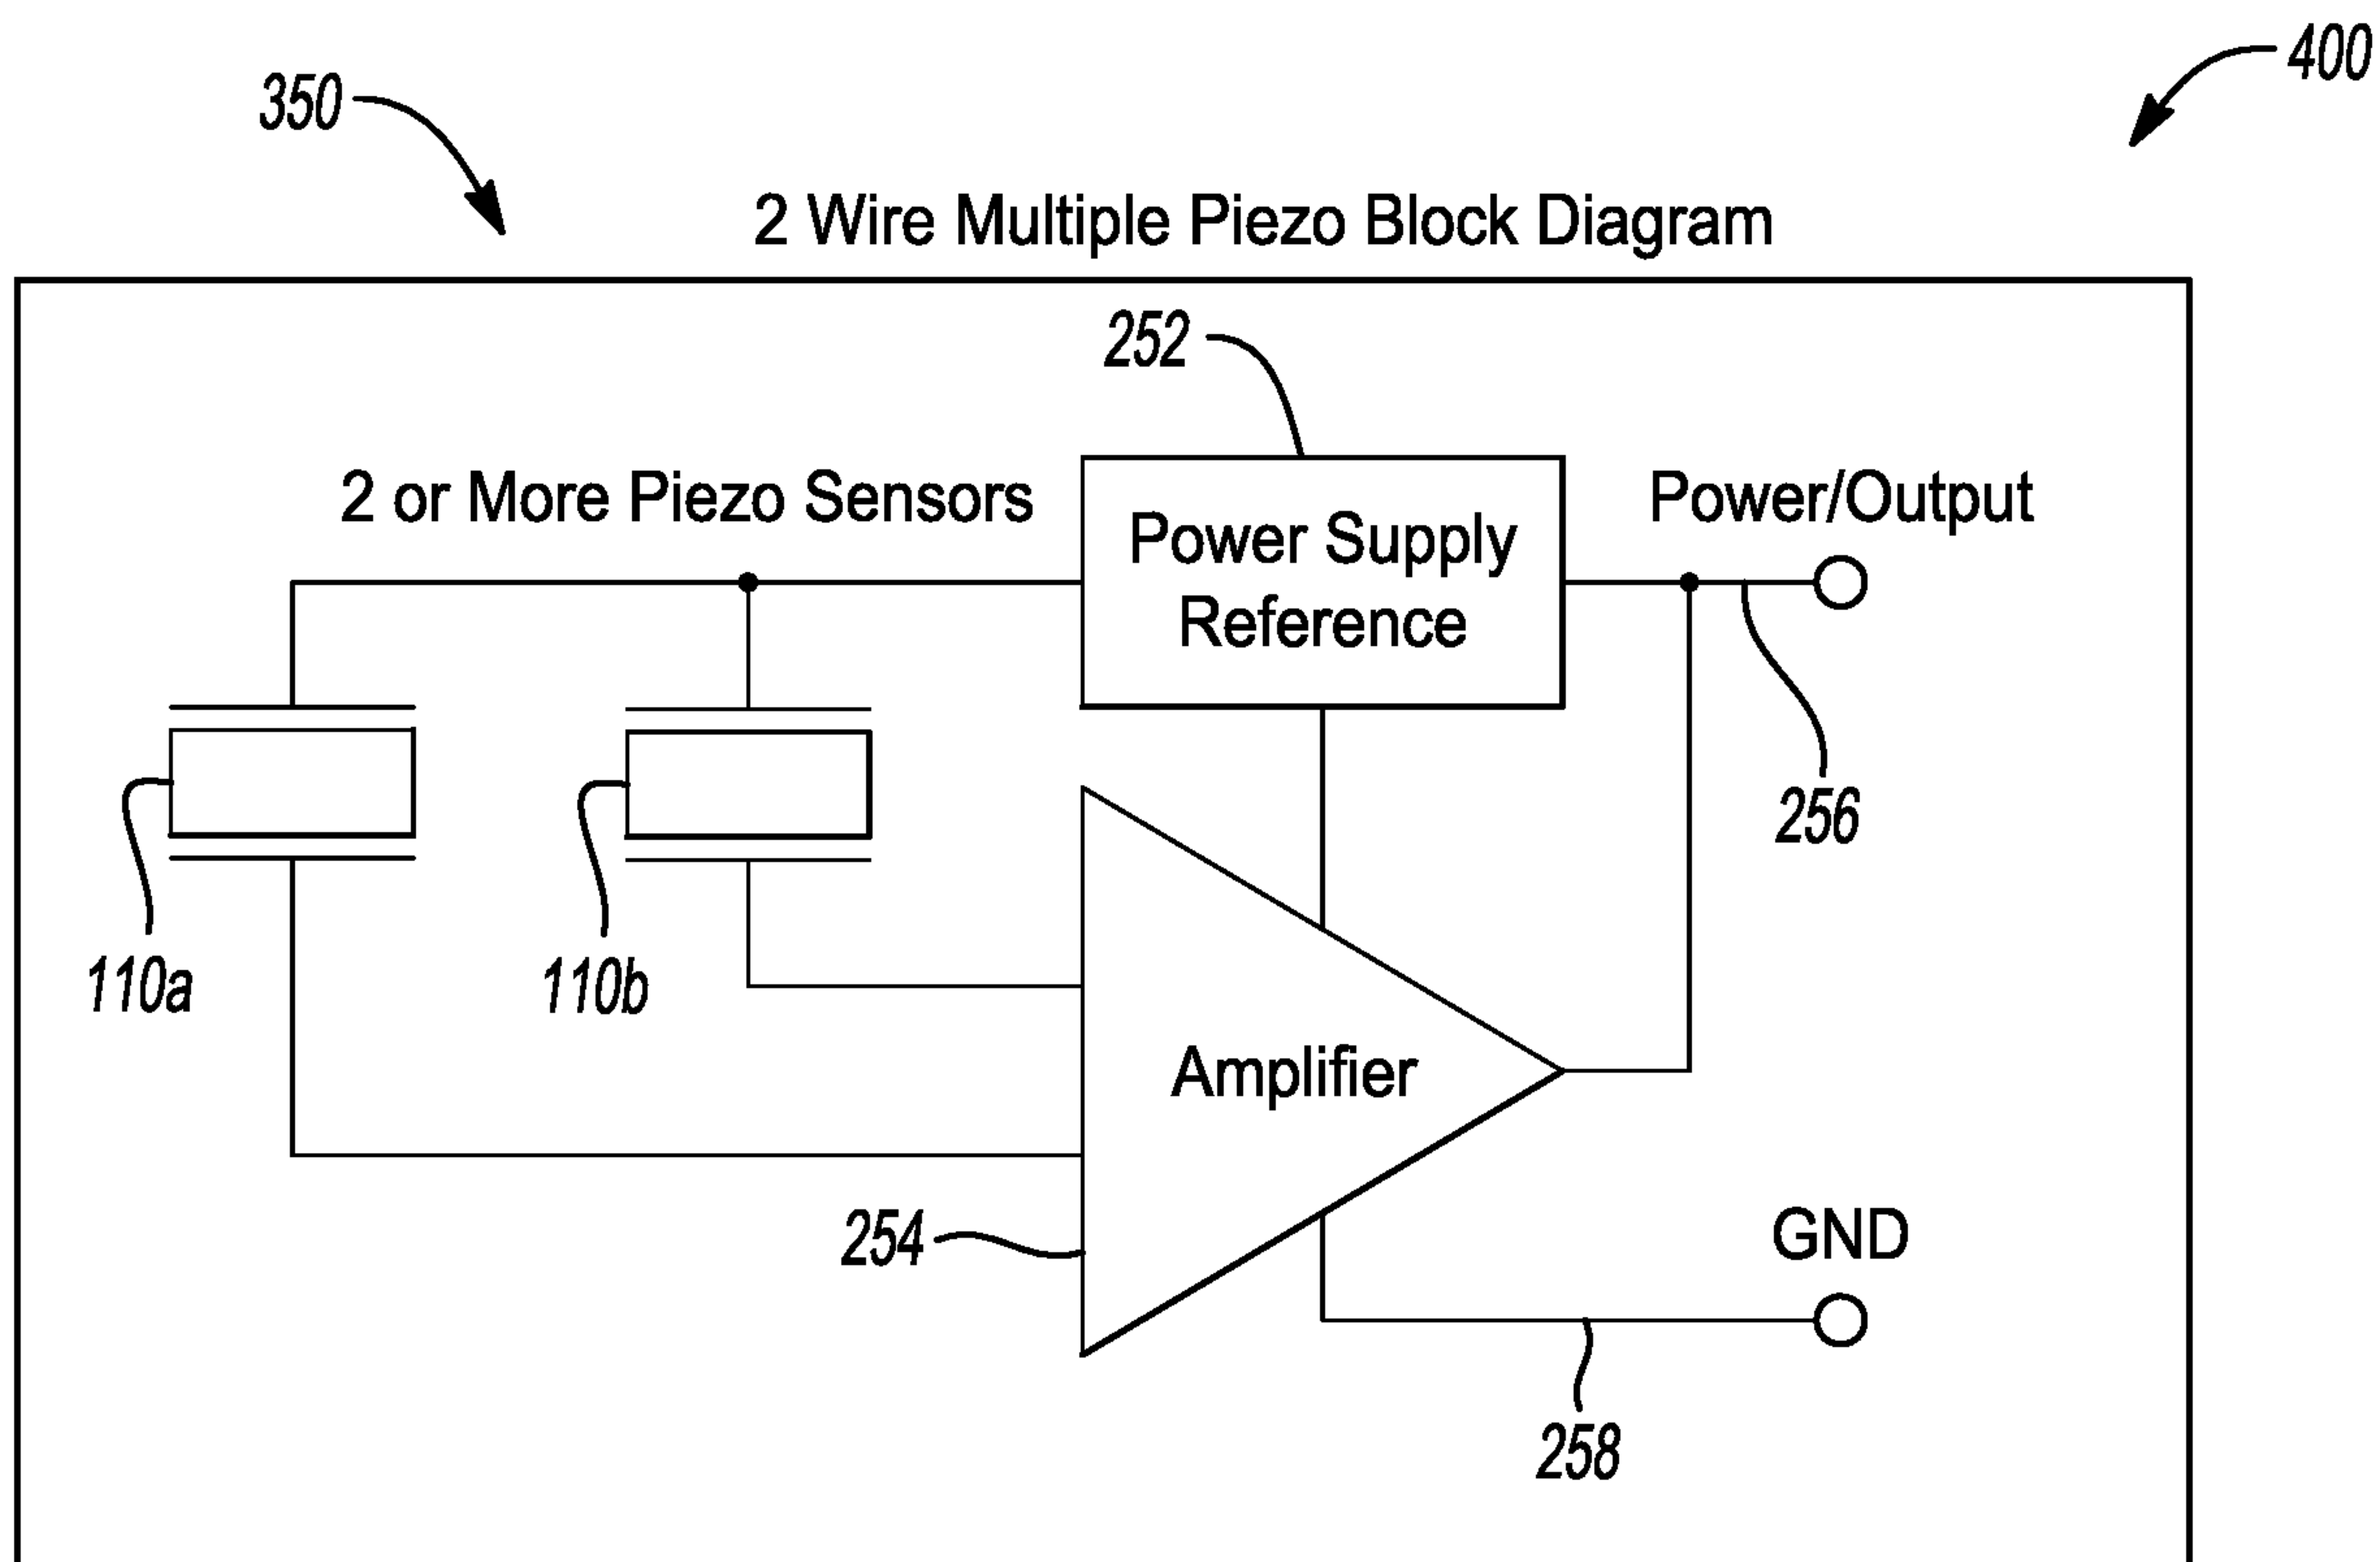 400
350
2 Wire Multiple Piezo Block Diagram
252
2 or More Piezo Sensors
Power Supply
Reference
Power/Output
256
110a
110b
Amplifier
254
GND
258